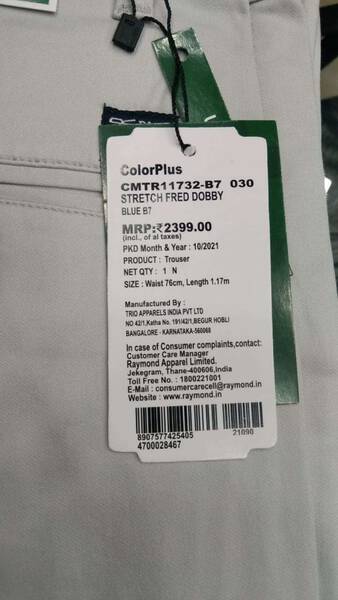 ColorPlus
CMTR11732-B7 030
STRETCH FRED DOBBY
BLUE B7
MRP:₹2399.00
(incl., of al taxes)
PKD Month & Year : 10/2021
PRODUCT : Trouser
NET QTY : 1 N
SIZE : Waist 76cm, Length 1.17m
Manufactured By :
TRIO APPARELS INDIA PVT LTD
NO 42/1,Katha No. 191/42/1,BEGUR HOBLI
BANGALORE - KARNATAKA-560068
In case of Consumer complaints,contact:
Customer Care Manager
Raymond Apparel Limited.
Jekegram, Thane-400606,India
Toll Free No. : 1800221001
E-Mail : consumercarecell@raymond.in
Website : www.raymond.in
8907577425405 21090
4700028467